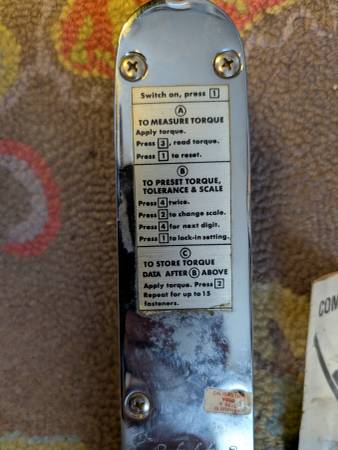 Switch on, press 1
A
TO MEASURE TORQUE
Apply torque.
Press 3, read torque.
Press 1 to reset.
B
TO PRESET TORQUE,
TOLERANCE & SCALE
Press 4 twice.
Press 2 to change scale.
Press 4 for next digit.
Press 1 to lock-in setting.
C
TO STORE TORQUE
DATA AFTER B ABOVE
Apply torque. Press 2
Repeat for up to 15
fasteners.
COM